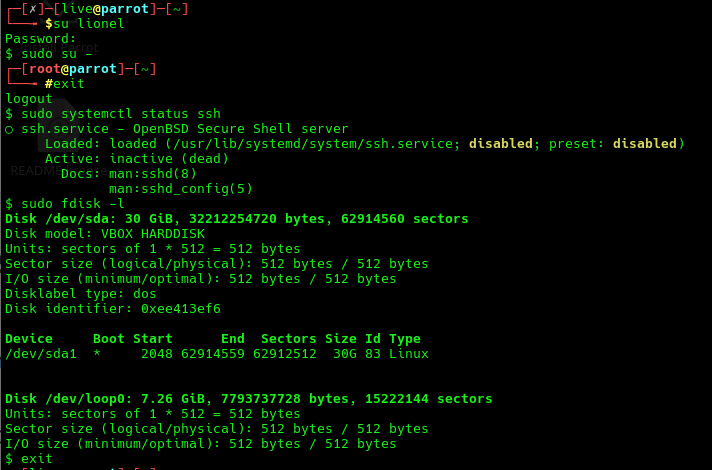 ┌─[✗]─[live@parrot]─[~]
└──╼ $su lionel
Password:
$ sudo su -
┌─[root@parrot]─[~]
└──╼ #exit
logout
$ sudo systemctl status ssh
○ ssh.service - OpenBSD Secure Shell server
     Loaded: loaded (/usr/lib/systemd/system/ssh.service; disabled; preset: disabled)
     Active: inactive (dead)
       Docs: man:sshd(8)
             man:sshd_config(5)
$ sudo fdisk -l
Disk /dev/sda: 30 GiB, 32212254720 bytes, 62914560 sectors
Disk model: VBOX HARDDISK
Units: sectors of 1 * 512 = 512 bytes
Sector size (logical/physical): 512 bytes / 512 bytes
I/O size (minimum/optimal): 512 bytes / 512 bytes
Disklabel type: dos
Disk identifier: 0xee413ef6

Device     Boot Start      End  Sectors Size Id Type
/dev/sda1  *     2048 62914559 62912512  30G 83 Linux


Disk /dev/loop0: 7.26 GiB, 7793737728 bytes, 15222144 sectors
Units: sectors of 1 * 512 = 512 bytes
Sector size (logical/physical): 512 bytes / 512 bytes
I/O size (minimum/optimal): 512 bytes / 512 bytes
$ exit